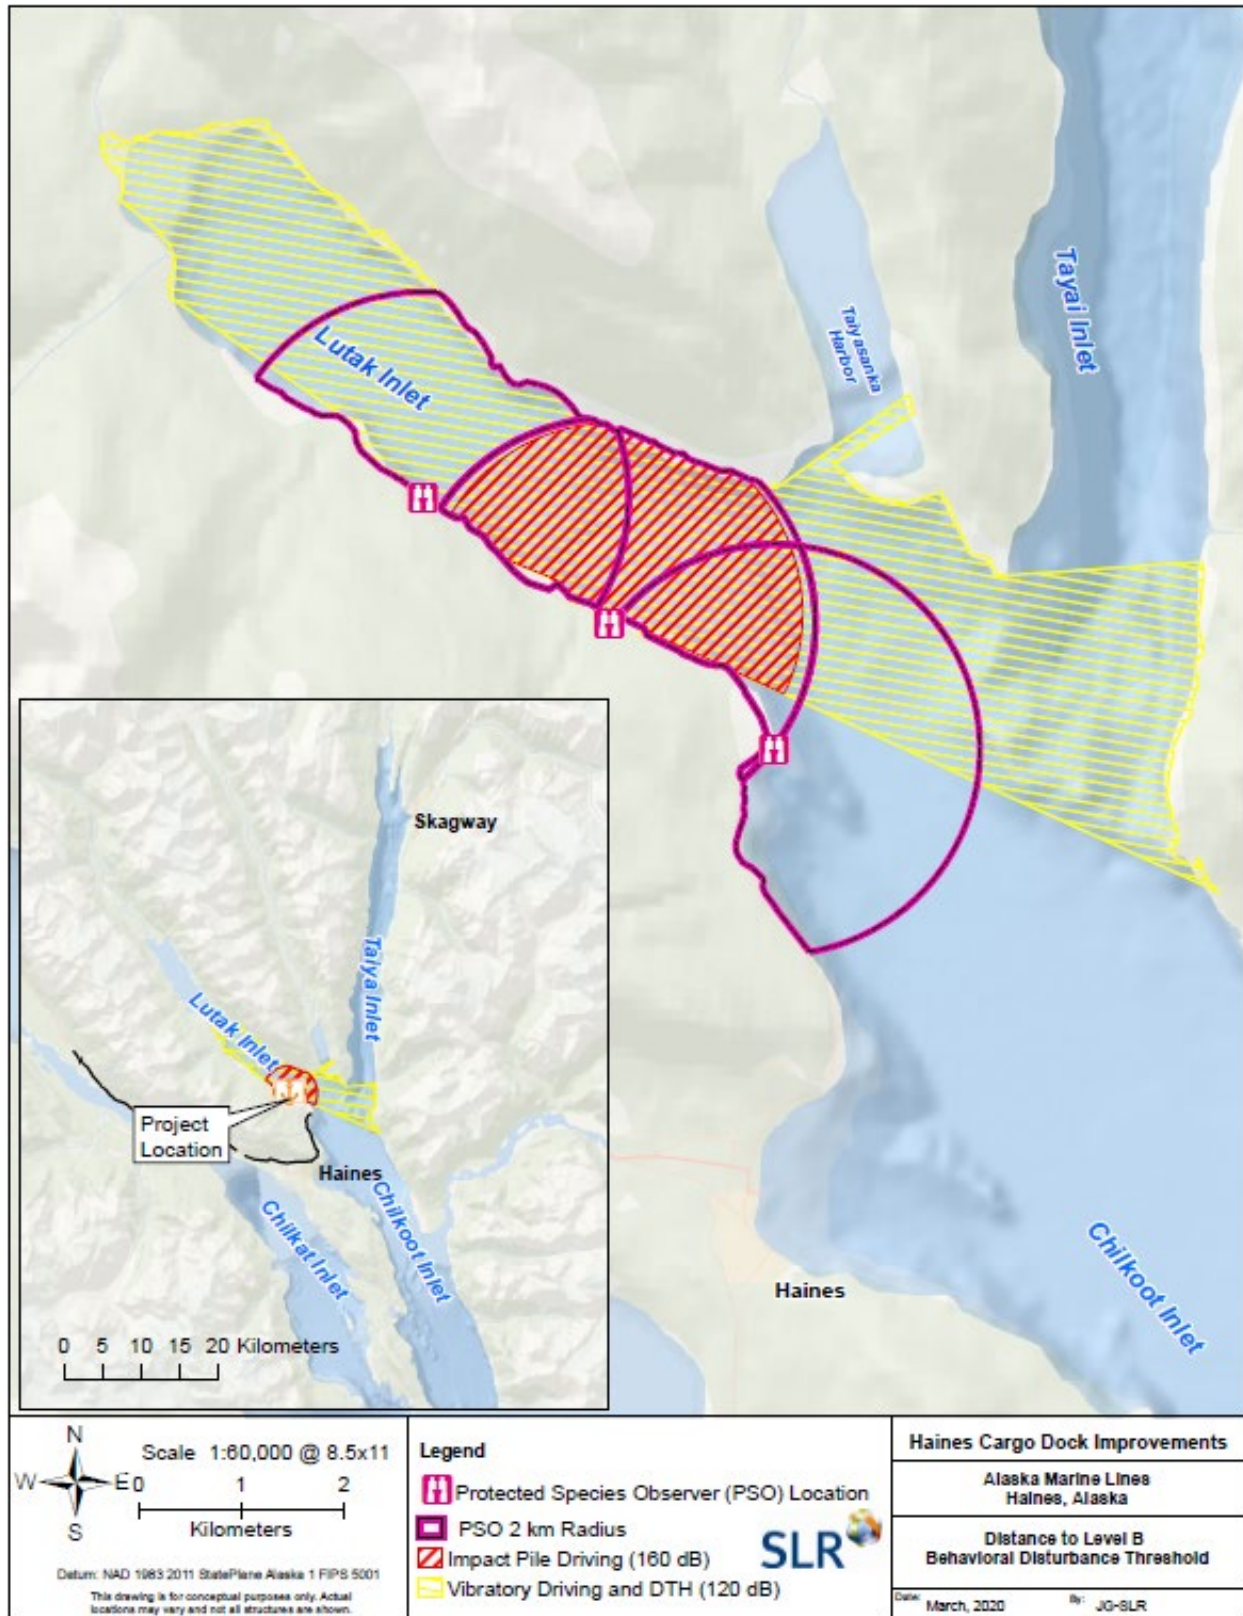 Lutak Inlet
Taiyasanka
Harbor
Tayai Inlet
Haines
Chilkoot Inlet
Skagway
Taiya Inlet
Lutak Inlet
Project
Location
Haines
Chilkat Inlet
Chilkoot Inlet
0 5 10 15 20 Kilometers
N
W E
S
Scale 1:60,000 @ 8.5x11
0 1 2
Kilometers
Datum: NAD 1983 2011 StatePlane Alaska 1 FIPS 5001
This drawing is for conceptual purposes only. Actual
locations may vary and not all structures are shown.
Legend
Protected Species Observer (PSO) Location
PSO 2 km Radius
Impact Pile Driving (160 dB)
Vibratory Driving and DTH (120 dB)
SLR
Haines Cargo Dock Improvements
Alaska Marine Lines
Haines, Alaska
Distance to Level B
Behavioral Disturbance Threshold
Date: March, 2020 By: JG-SLR